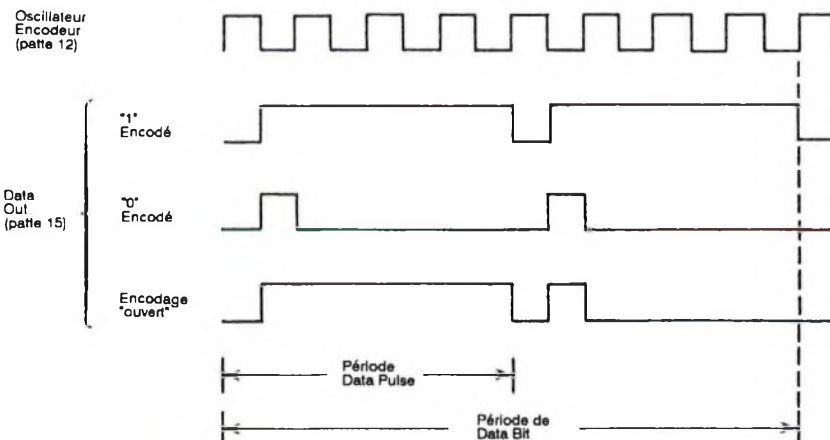 Oscillateur
Encodeur
(patte 12)
"1"
Encodé
Data
Out
(patte 15)
"0"
Encodé
Encodage
"ouvert"
Période
Data Pulse
Période de
Data Bit